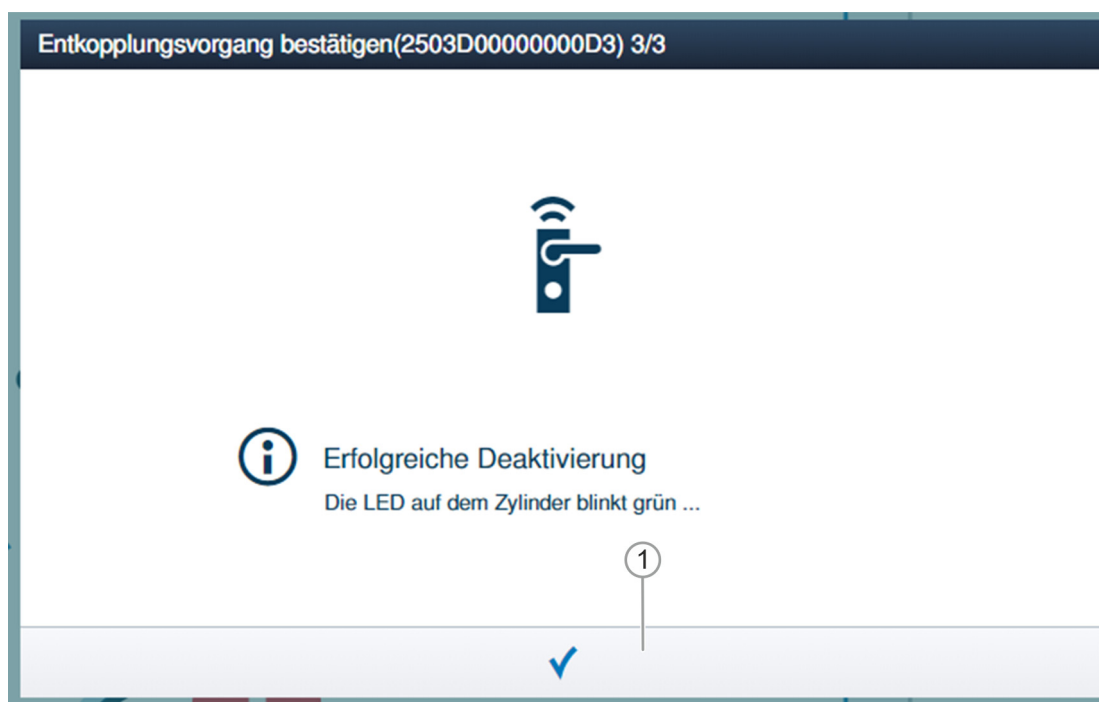 Entkopplungsvorgang bestätigen(2503D00000000D3) 3/3
Erfolgreiche Deaktivierung
Die LED auf dem Zylinder blinkt grün ...
1